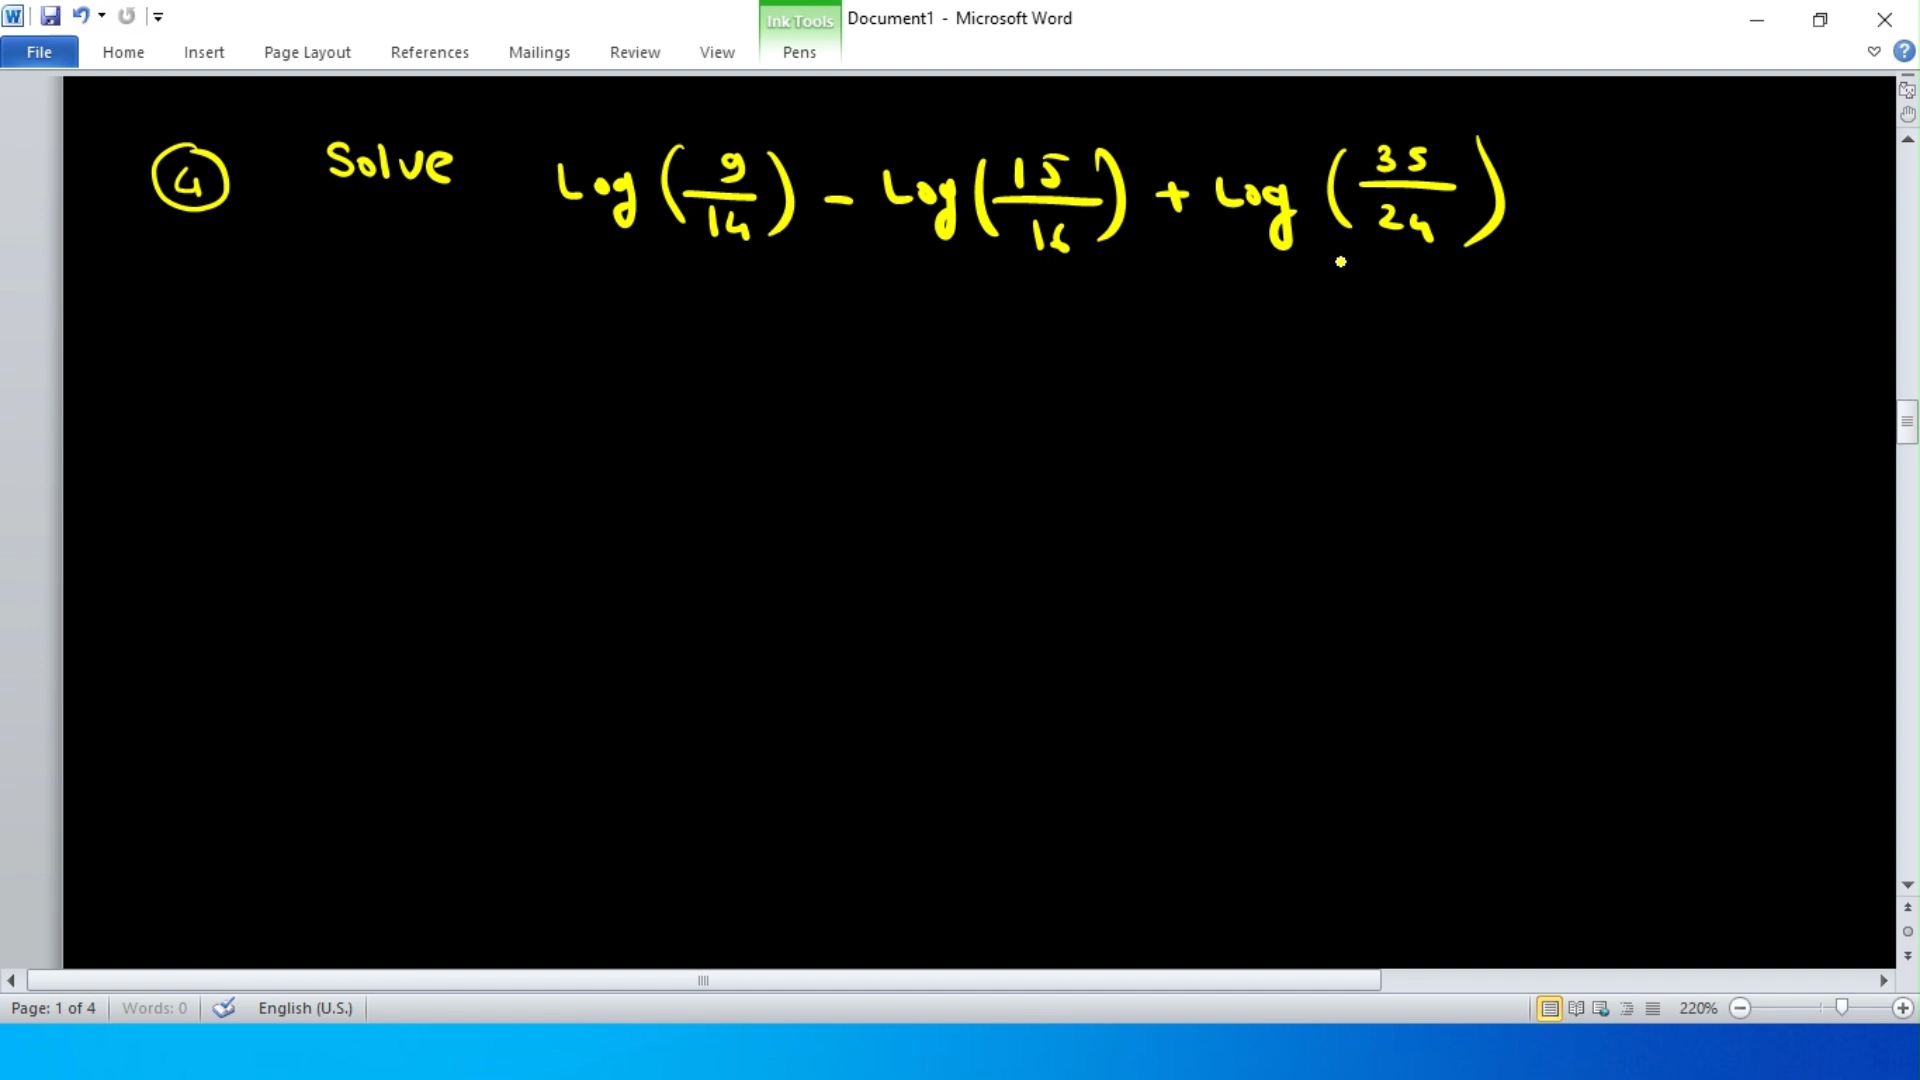 Document1 - Microsoft Word
Ink Tools
File Home Insert Page Layout References Mailings Review View Pens
4 Solve Log (9/14) - Log (15/16) + Log (35/24)
Page: 1 of 4 Words: 0 English (U.S.) 220%